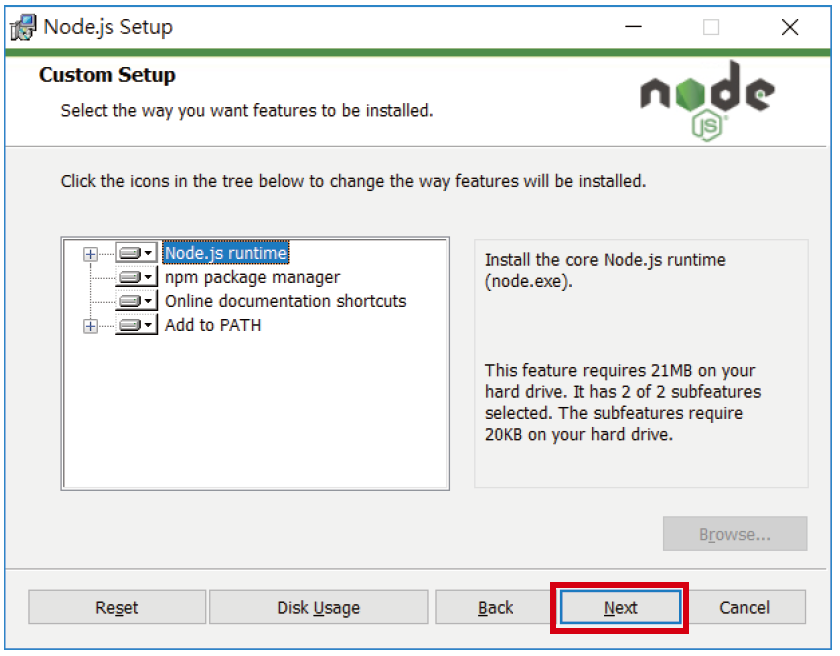 Node.js Setup
Custom Setup
Select the way you want features to be installed.
node
JS
Click the icons in the tree below to change the way features will be installed.
Node.js runtime
npm package manager
Online documentation shortcuts
Add to PATH
Install the core Node.js runtime
(node.exe).
This feature requires 21MB on your
hard drive. It has 2 of 2 subfeatures
selected. The subfeatures require
20KB on your hard drive.
Browse...
Reset
Disk Usage
Back
Next
Cancel